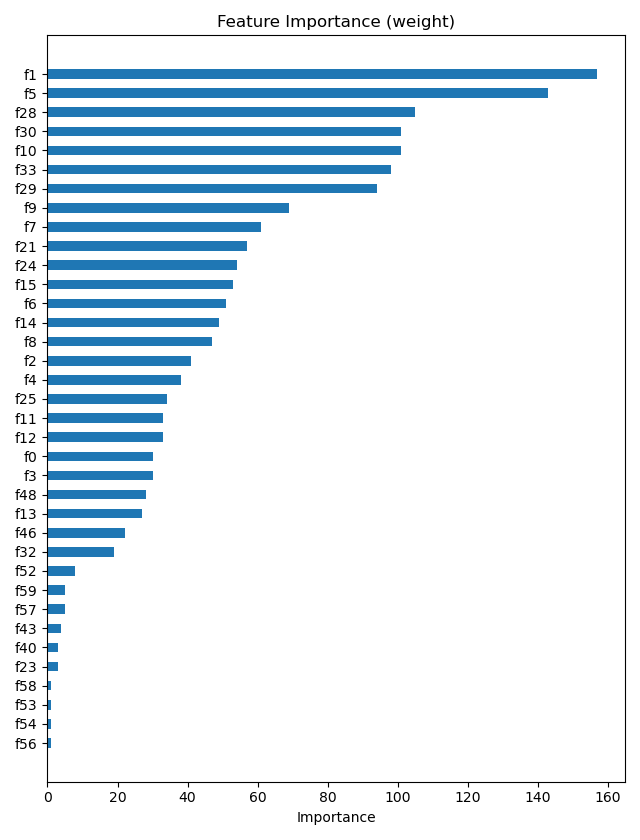 Feature Importance (weight)
f1
f5
f28
f30
f10
f33
f29
f9
f7
f21
f24
f15
f6
f14
f8
f2
f4
f25
f11
f12
f0
f3
f48
f13
f46
f32
f52
f59
f57
f43
f40
f23
f58
f53
f54
f56
0 20 40 60 80 100 120 140 160
Importance